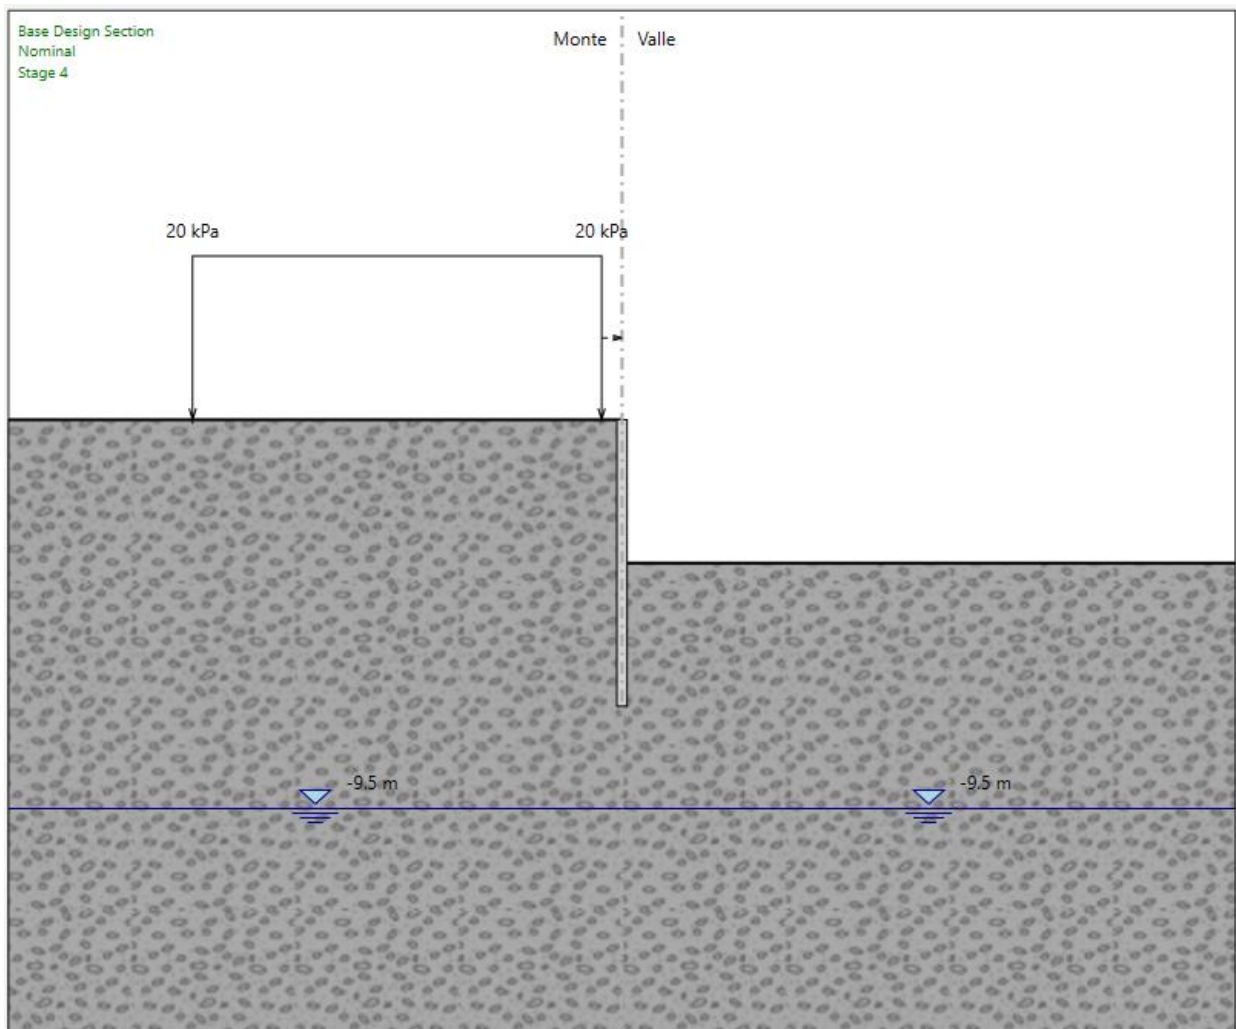 Base Design Section
Nominal
Stage 4
Monte
Valle
20 kPa
20 kPa
-9.5 m
-9.5 m